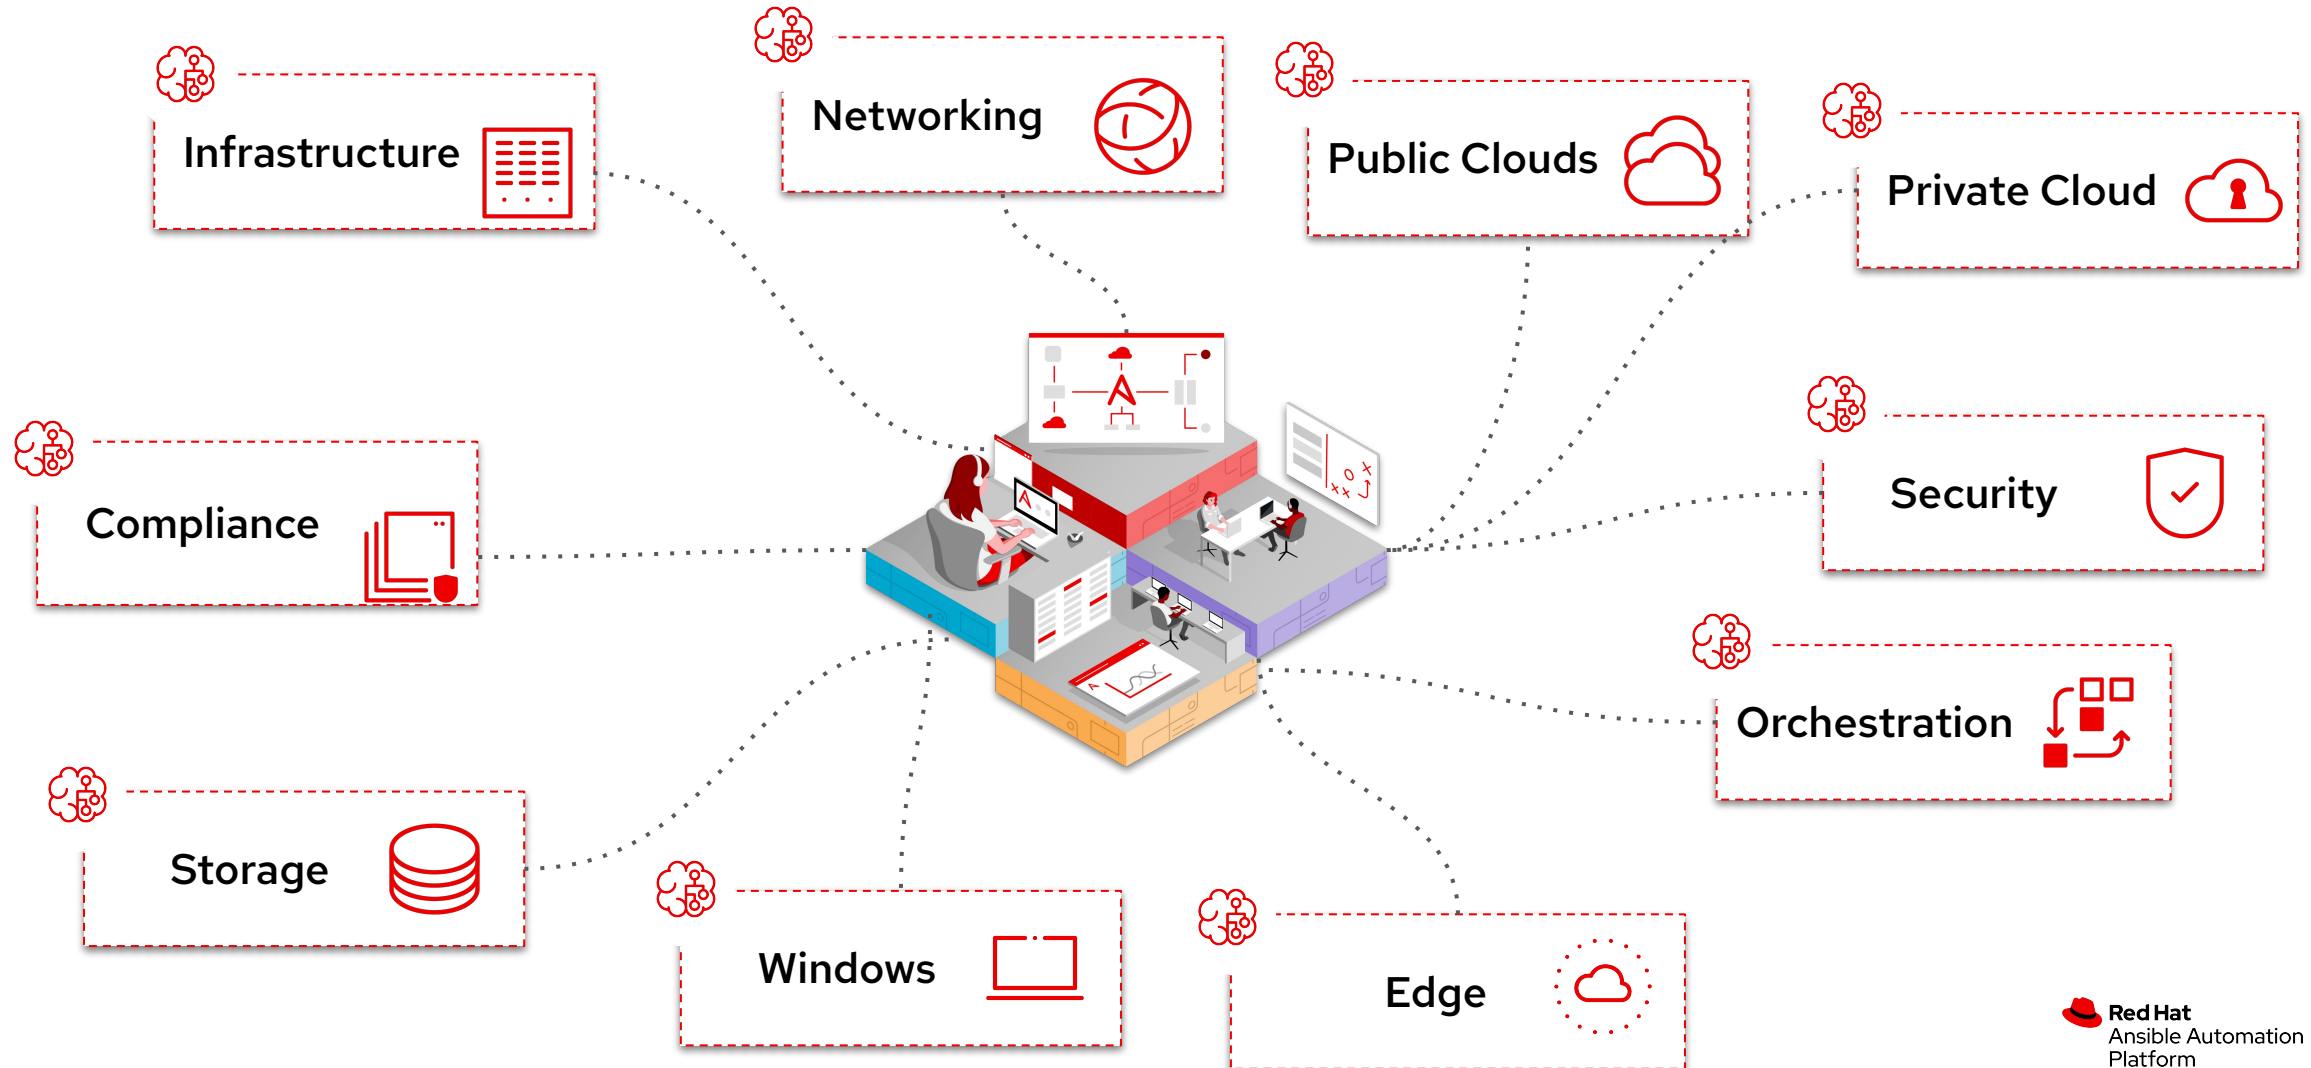 Infrastructure
Networking
Public Clouds
Private Cloud
Compliance
Security
Orchestration
Storage
Windows
Edge
Red Hat
Ansible Automation
Platform